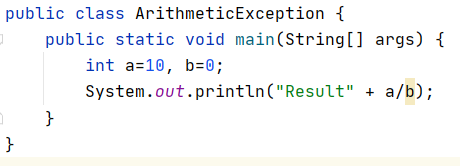 public class ArithmeticException {
    public static void main(String[] args) {
        int a=10, b=0;
        System.out.println("Result" + a/b);
    }
}